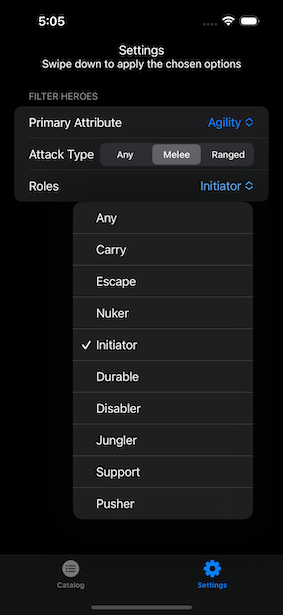 5:05
Settings
Swipe down to apply the chosen options
FILTER HEROES
Primary Attribute Agility
Attack Type Any Melee Ranged
Roles Initiator
Any
Carry
Escape
Nuker
Initiator
Durable
Disabler
Jungler
Support
Pusher
Catalog Settings